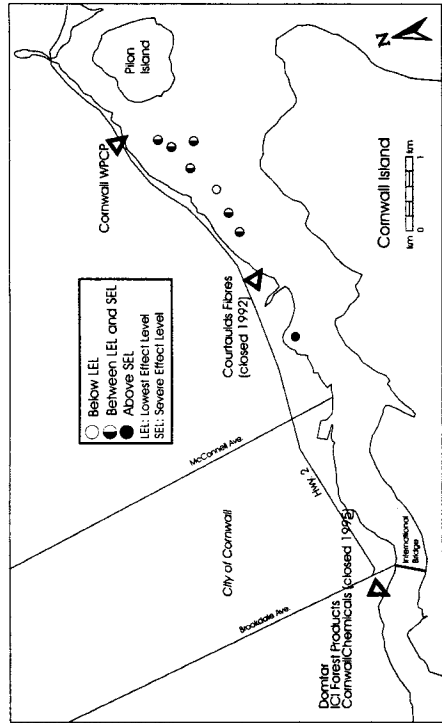 Pilon
Island
N
Cornwall WPCP
Below LEL
Between LEL and SEL
Above SEL
LEL: Lowest Effect Level
SEL: Severe Effect Level
Courtaulds Fibres
(closed 1992)
Cornwall Island
km
km
0
1
McConnell Ave.
Hwy. 2
City of Cornwall
Brookdale Ave.
International
Bridge
Domtar
ICI Forest Products
CornwallChemicals (closed 1995)